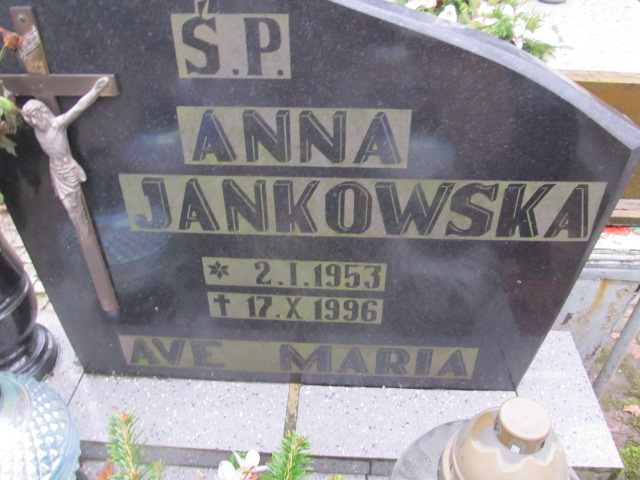 Ś.P.
ANNA
JANKOWSKA
* 2.I.1953
† 17.X 1996
AVE MARIA